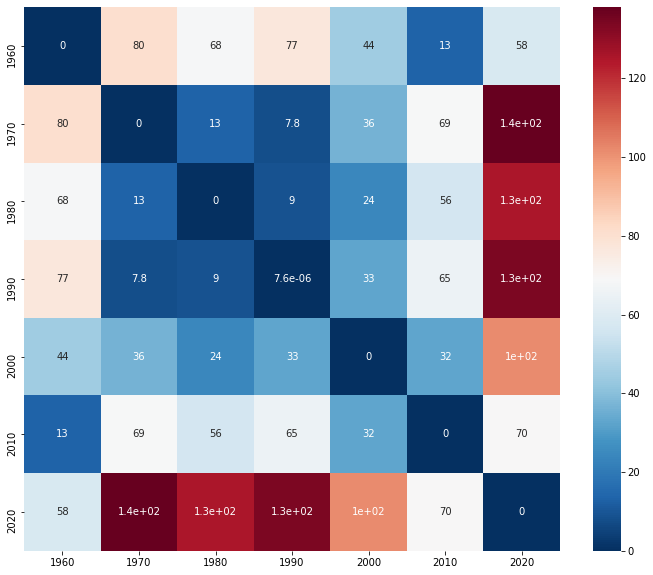 1960 0 80 68 77 44 13 58
1970 80 0 13 7.8 36 69 1.4e+02
1980 68 13 0 9 24 56 1.3e+02
1990 77 7.8 9 7.6e-06 33 65 1.3e+02
2000 44 36 24 33 0 32 1e+02
2010 13 69 56 65 32 0 70
2020 58 1.4e+02 1.3e+02 1.3e+02 1e+02 70 0
1960 1970 1980 1990 2000 2010 2020
120
100
80
60
40
20
0